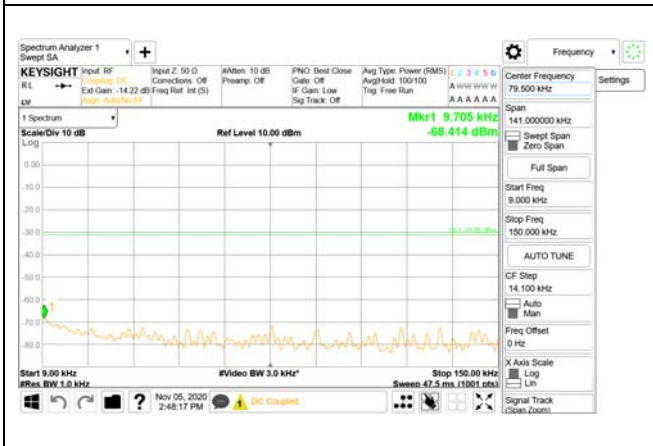 Spectrum Analyzer 1
Swept SA
+
Frequency
KEYSIGHT Input: RF Input Z: 50 Ω #Atten: 10 dB PNO: Best Close Avg Type: Power (RMS) 1 2 3 4 5 6
RL Coupling: DC Corrections: Off Preamp: Off Gate: Off Avg|Hold: 100/100 A W W W W W
Ext Gain: -14.22 dB Freq Ref: Int (S) IF Gain: Low Trig: Free Run
Align: Auto/No RF Sig Track: Off A A A A A A
1 Spectrum
Mkr1 9.705 kHz
Scale/Div 10 dB Ref Level 10.00 dBm -68.414 dBm
Log
0.00
-10.0
-20.0
-30.0
-40.0
-50.0
-60.0
-70.0
-80.0
1
Start 9.00 kHz #Video BW 3.0 kHz* Stop 150.00 kHz
#Res BW 1.0 kHz Sweep 47.5 ms (1001 pts)
Center Frequency
79.500 kHz
Settings
Span
141.000000 kHz
Swept Span
Zero Span
Full Span
Start Freq
9.000 kHz
Stop Freq
150.000 kHz
AUTO TUNE
CF Step
14.100 kHz
Auto
Man
Freq Offset
0 Hz
X Axis Scale
Log
Lin
Signal Track
(Span Zoom)
? Nov 05, 2020
2:48:17 PM
DC Coupled